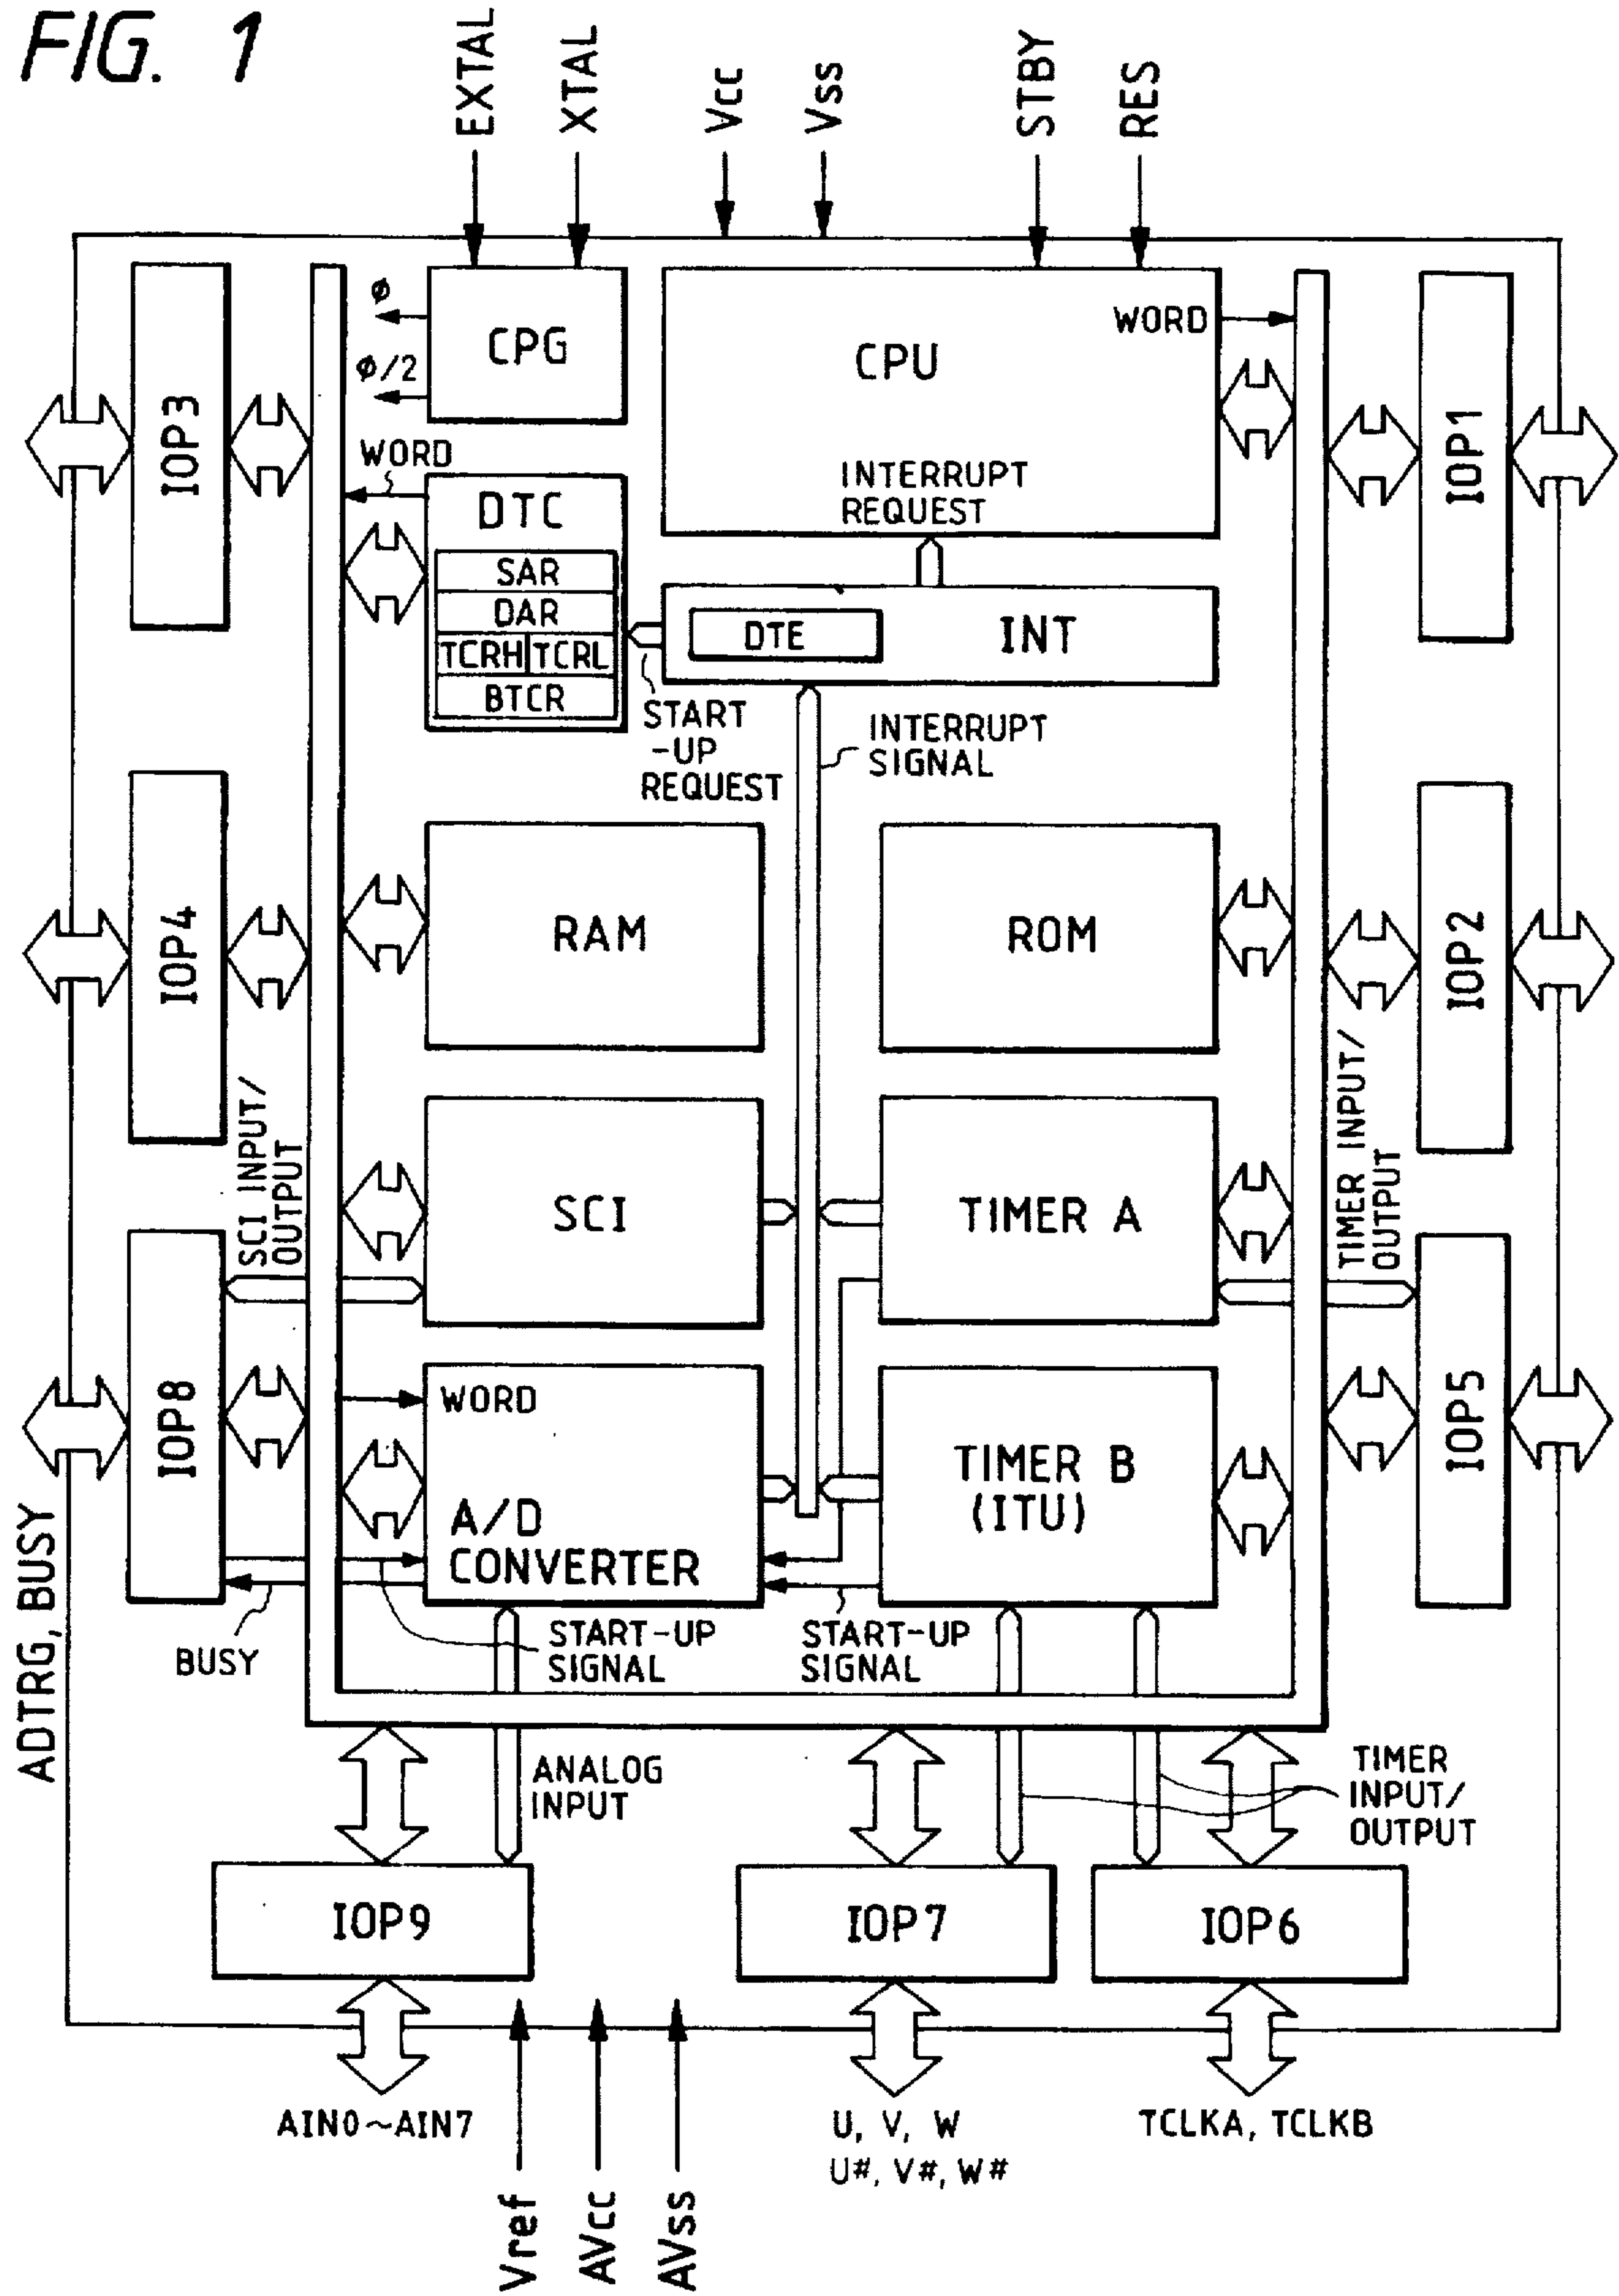 FIG. 1
EXTAL
XTAL
Vcc
Vss
STBY
RES
IOP3
ø
ø/2
CPG
CPU
WORD
INTERRUPT
REQUEST
IOP1
WORD
DTC
SAR
DAR
TCRH TCRL
BTCR
DTE
INT
START
-UP
REQUEST
INTERRUPT
SIGNAL
IOP4
RAM
ROM
IOP2
SCI INPUT/
OUTPUT
SCI
TIMER A
TIMER INPUT/
OUTPUT
IOP8
WORD
A/D
CONVERTER
TIMER B
(ITU)
IOP5
ADTRG, BUSY
BUSY
START-UP
SIGNAL
START-UP
SIGNAL
ANALOG
INPUT
TIMER
INPUT/
OUTPUT
IOP9
IOP7
IOP6
AIN0~AIN7
U, V, W
U#, V#, W#
TCLKA, TCLKB
Vref
AVcc
AVss